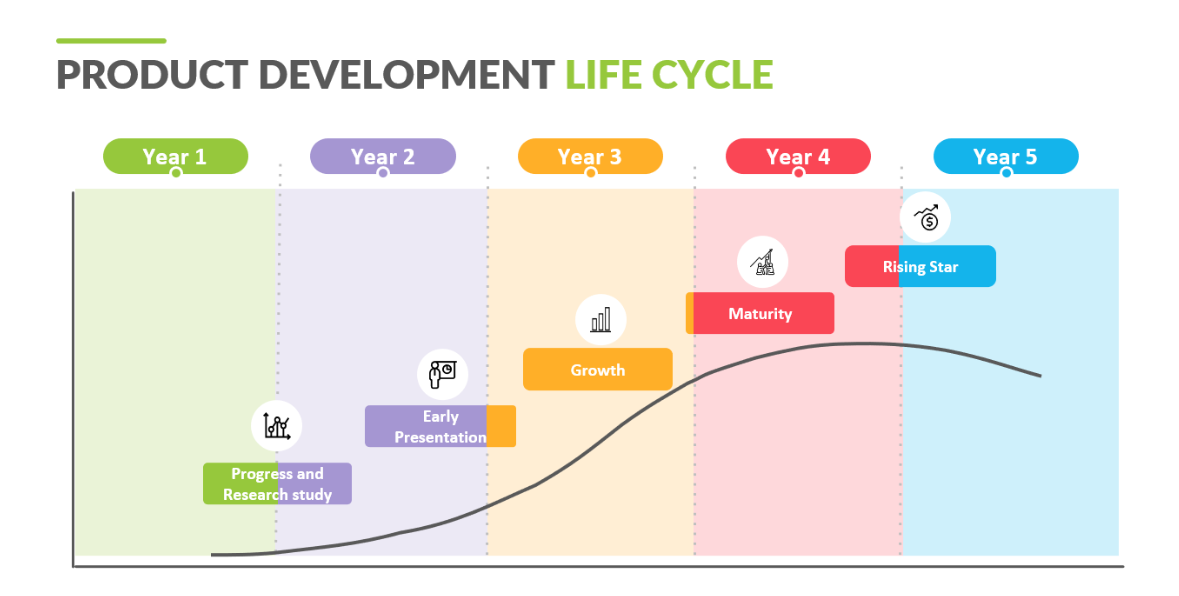 PRODUCT DEVELOPMENT LIFE CYCLE
Year 1
Year 2
Year 3
Year 4
Year 5
Rising Star
Maturity
Growth
Early
Presentation
Progress and
Research study